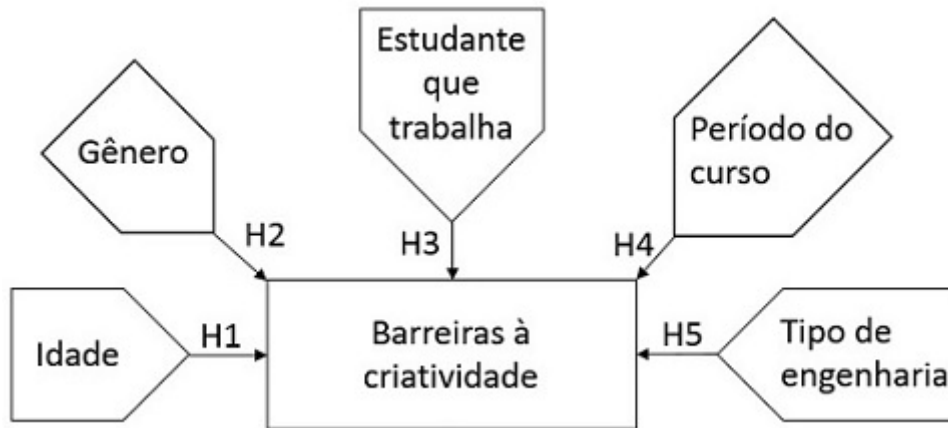 Estudante
que
trabalha
Gênero
Período do
curso
H2
H3
H4
Idade
H1
Barreiras à
criatividade
H5
Tipo de
engenharia